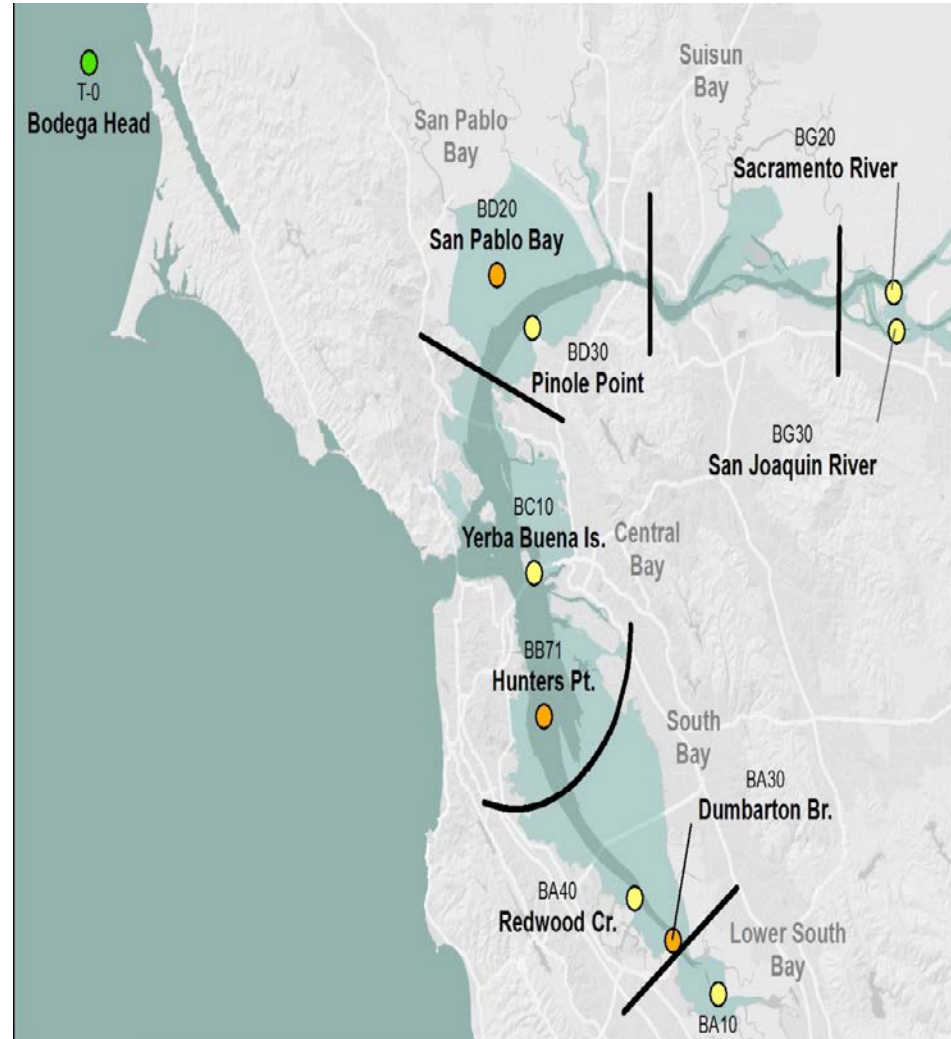 T-0
Bodega Head
Suisun
Bay
San Pablo
Bay
BG20
Sacramento River
BD20
San Pablo Bay
BD30
Pinole Point
BG30
San Joaquin River
BC10
Yerba Buena Is.
Central
Bay
BB71
Hunters Pt.
South
Bay
BA30
Dumbarton Br.
BA40
Redwood Cr.
Lower South
Bay
BA10